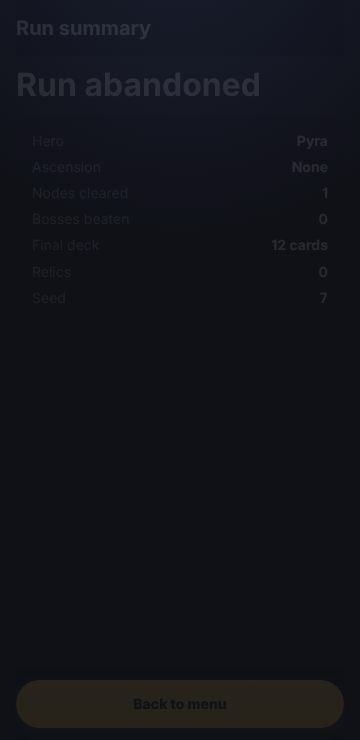 Run summary
Run abandoned
Hero Pyra
Ascension None
Nodes cleared 1
Bosses beaten 0
Final deck 12 cards
Relics 0
Seed 7
Back to menu